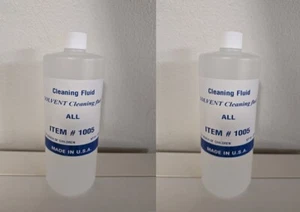 Cleaning Fluid
SOLVENT Cleaning
ALL
ITEM # 1005
MADE IN U.S.A.
Cleaning Fluid
SOLVENT Cleaning
ALL
ITEM # 1005
MADE IN U.S.A.